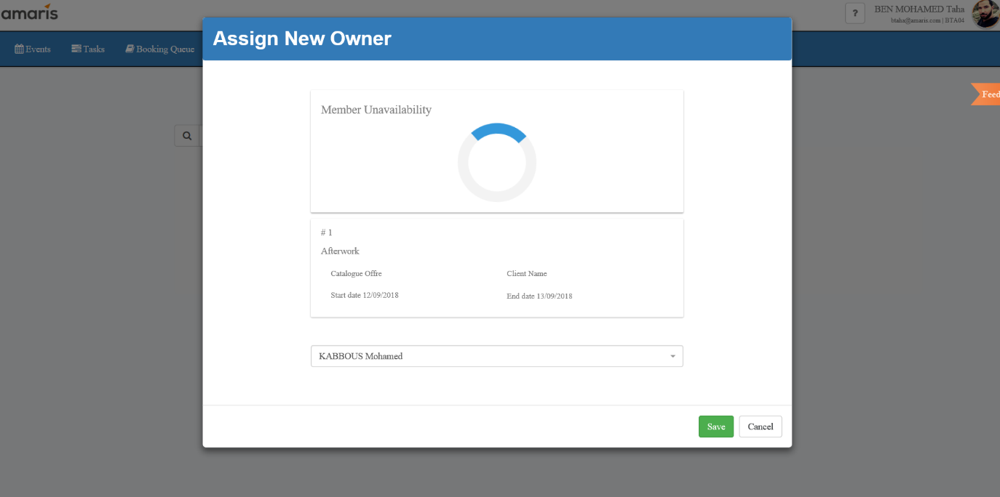 amaris
?
BEN MOHAMED Taha
btaha@amaris.com | BTA04
Events
Tasks
Booking Queue
Assign New Owner
Feed
Member Unavailability
# 1
Afterwork
Catalogue Offre
Client Name
Start date 12/09/2018
End date 13/09/2018
KABBOUS Mohamed
Save
Cancel